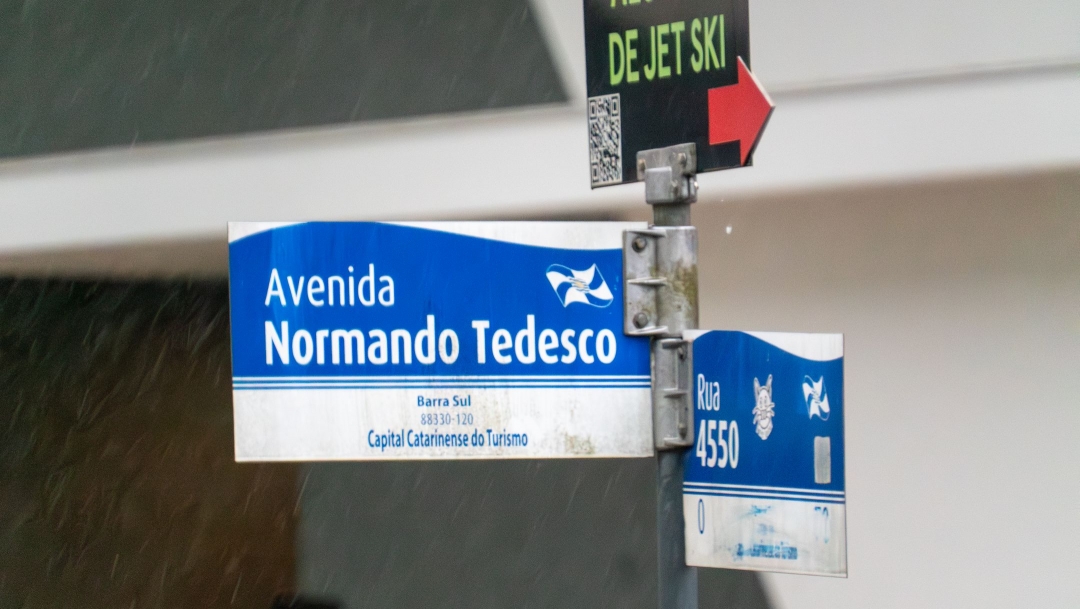 DE JET SKI
Avenida
Normando Tedesco
Barra Sul
88330-120
Capital Catarinense do Turismo
Rua
4550
0